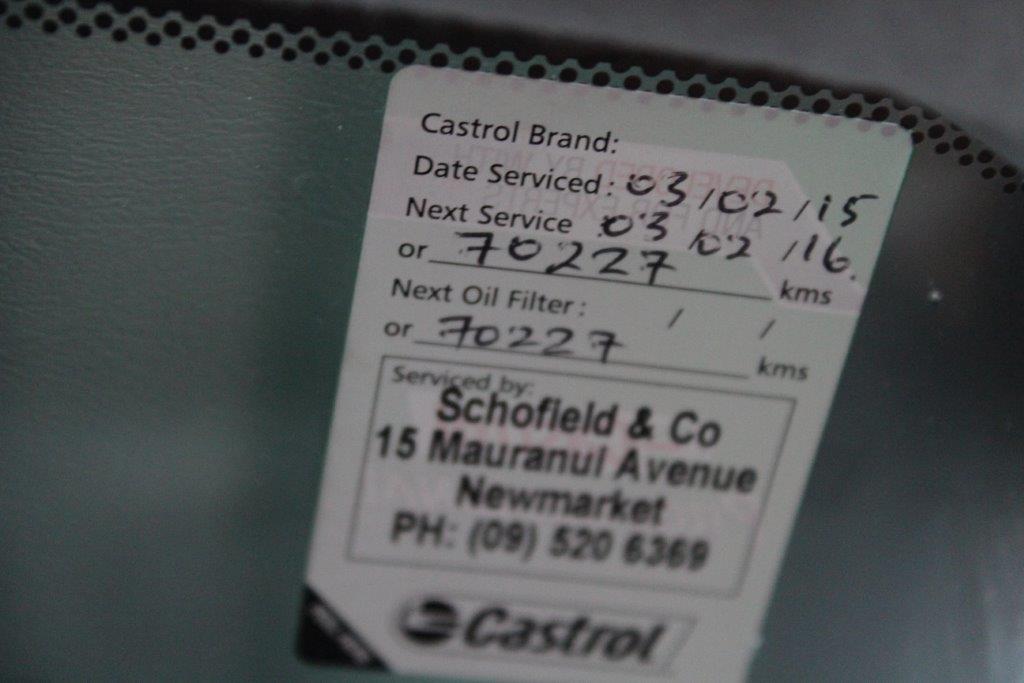 Castrol Brand:
Date Serviced: 03/02/15
Next Service 03/02/16.
or 70227 kms
Next Oil Filter: / /
or 70227 kms
Serviced by:
Schofield & Co
15 Mauranui Avenue
Newmarket
PH: (09) 520 6369
Castrol